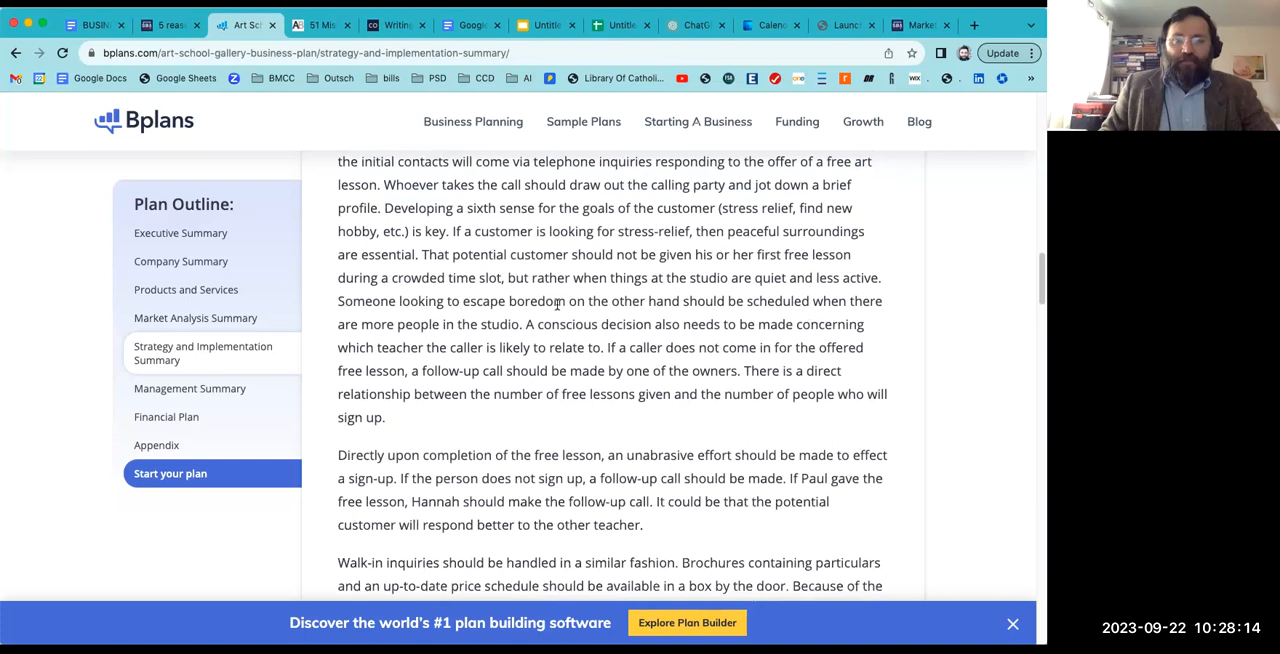 BUSIN
5 reas
Art Sc
51 Mis
Writing
Google
Untitle
Untitle
ChatG
Calend
Launc
Market
bplans.com/art-school-gallery-business-plan/strategy-and-implementation-summary/
Update
Google Docs
Google Sheets
BMCC
Outsch
bills
PSD
CCD
AI
Library Of Catholi...
Bplans
Business Planning
Sample Plans
Starting A Business
Funding
Growth
Blog
Plan Outline:
Executive Summary
Company Summary
Products and Services
Market Analysis Summary
Strategy and Implementation
Summary
Management Summary
Financial Plan
Appendix
Start your plan
the initial contacts will come via telephone inquiries responding to the offer of a free art
lesson. Whoever takes the call should draw out the calling party and jot down a brief
profile. Developing a sixth sense for the goals of the customer (stress relief, find new
hobby, etc.) is key. If a customer is looking for stress-relief, then peaceful surroundings
are essential. That potential customer should not be given his or her first free lesson
during a crowded time slot, but rather when things at the studio are quiet and less active.
Someone looking to escape boredom on the other hand should be scheduled when there
are more people in the studio. A conscious decision also needs to be made concerning
which teacher the caller is likely to relate to. If a caller does not come in for the offered
free lesson, a follow-up call should be made by one of the owners. There is a direct
relationship between the number of free lessons given and the number of people who will
sign up.
Directly upon completion of the free lesson, an unabrasive effort should be made to effect
a sign-up. If the person does not sign up, a follow-up call should be made. If Paul gave the
free lesson, Hannah should make the follow-up call. It could be that the potential
customer will respond better to the other teacher.
Walk-in inquiries should be handled in a similar fashion. Brochures containing particulars
and an up-to-date price schedule should be available in a box by the door. Because of the
Discover the world's #1 plan building software
Explore Plan Builder
2023-09-22 10:28:14